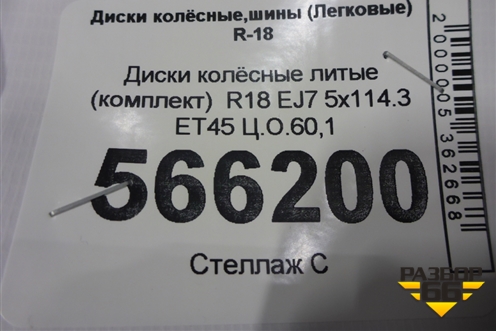 Диски колёсные,шины (Легковые)
R-18
Диски колёсные литые
(комплект) R18 EJ7 5x114.3
ET45 Ц.О.60,1
566200
Стеллаж С
2000005362668
РАЗБОР
66